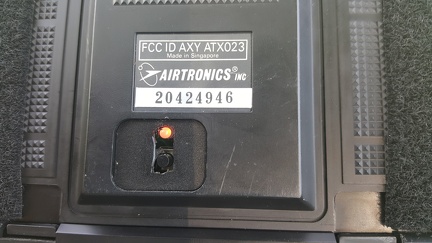 FCC ID AXY ATX023
Made in Singapore
AIRTRONICS® INC
20424946